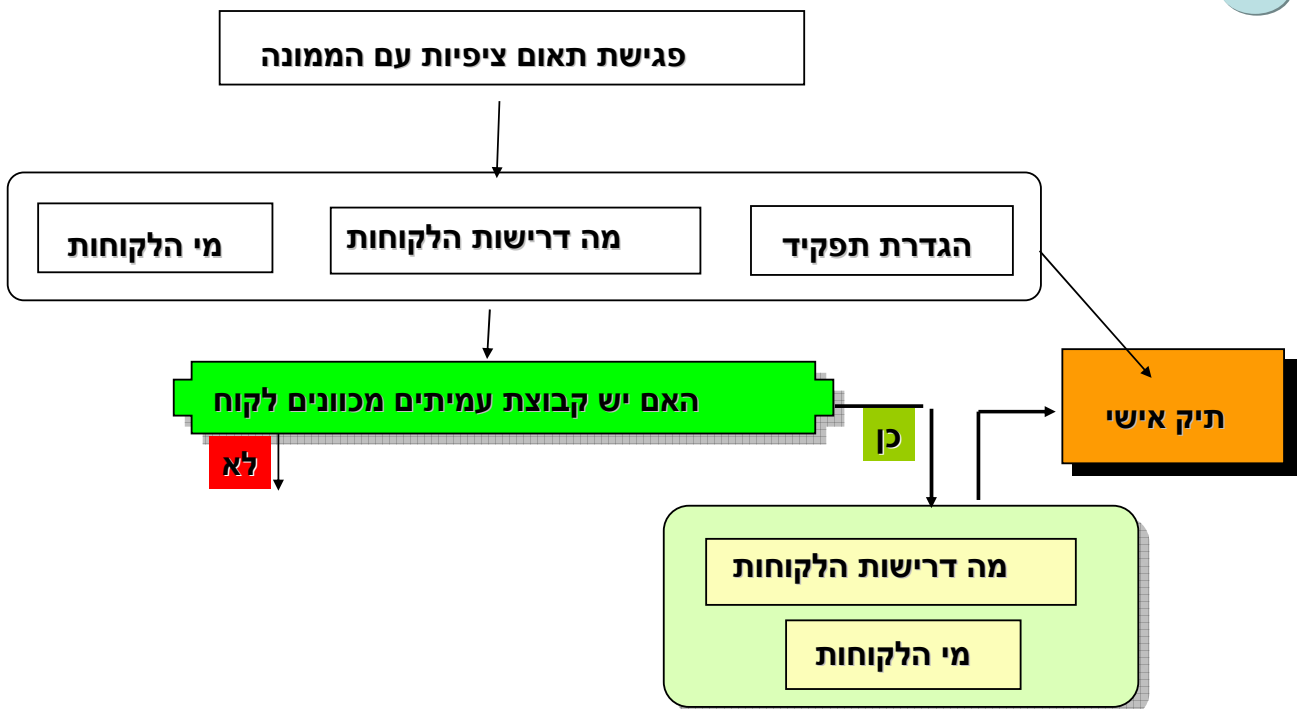 פגישת תאום ציפיות עם הממונה
הגדרת תפקיד
מה דרישות הלקוחות
מי הלקוחות
האם יש קבוצת עמיתים מכוונים לקוח
תיק אישי
כן
לא
מה דרישות הלקוחות
מי הלקוחות